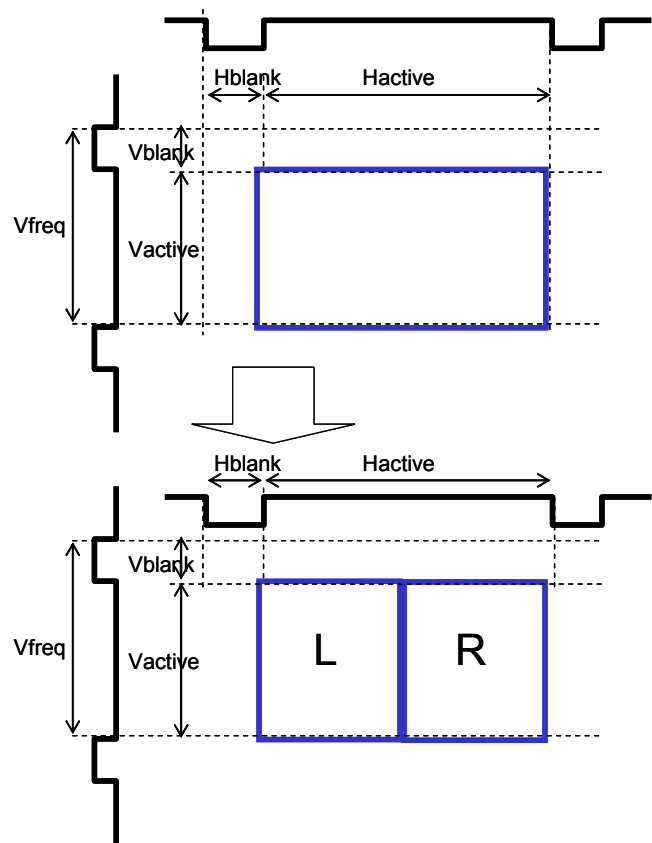 Hblank
Hactive
Vblank
Vfreq
Vactive
Hblank
Hactive
Vblank
Vfreq
Vactive
L
R